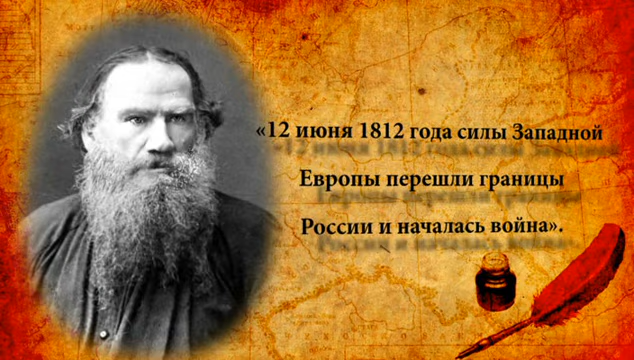 «12 июня 1812 года силы Западной
Европы перешли границы
России и началась война».